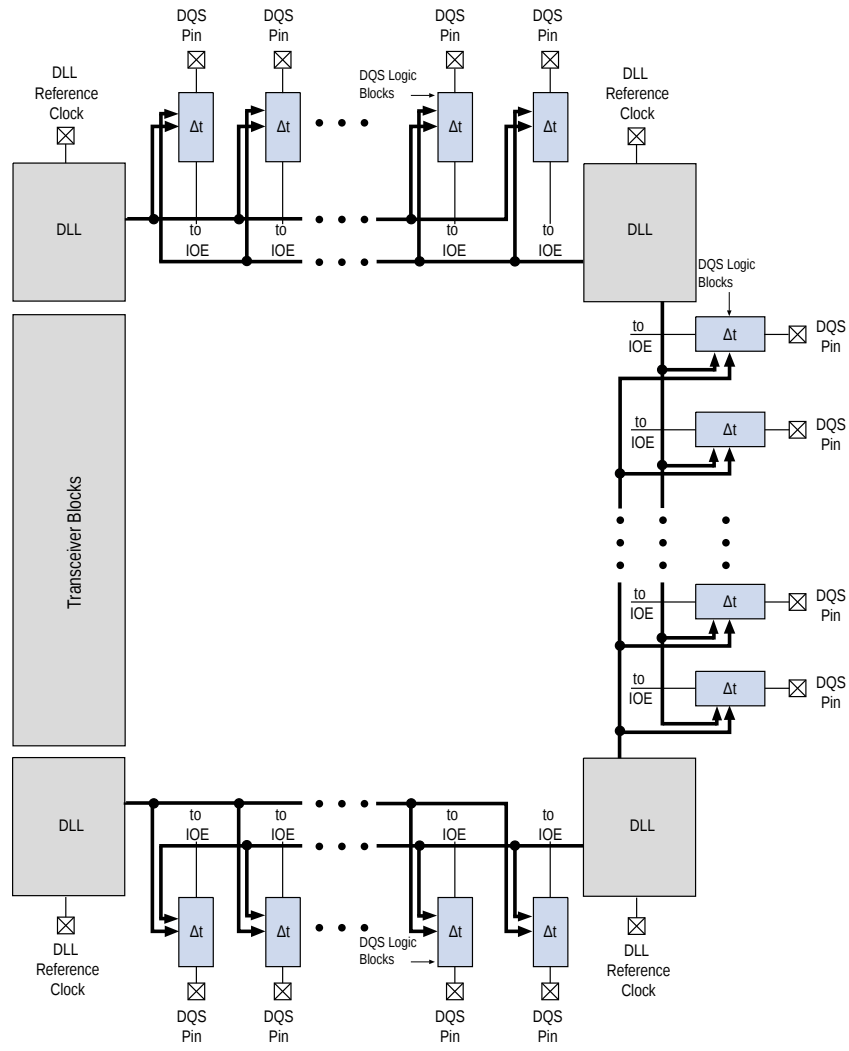 DQS
Pin
DQS
Pin
DQS
Pin
DQS
Pin
DLL
Reference
Clock
DQS Logic
Blocks
DLL
Reference
Clock
Δt
Δt
Δt
Δt
DLL
DLL
to
IOE
to
IOE
to
IOE
to
IOE
DQS Logic
Blocks
to
IOE
Δt
DQS
Pin
to
IOE
Δt
DQS
Pin
Transceiver Blocks
to
IOE
Δt
DQS
Pin
to
IOE
Δt
DQS
Pin
DLL
DLL
to
IOE
to
IOE
to
IOE
to
IOE
Δt
Δt
Δt
Δt
DQS Logic
Blocks
DLL
Reference
Clock
DLL
Reference
Clock
DQS
Pin
DQS
Pin
DQS
Pin
DQS
Pin